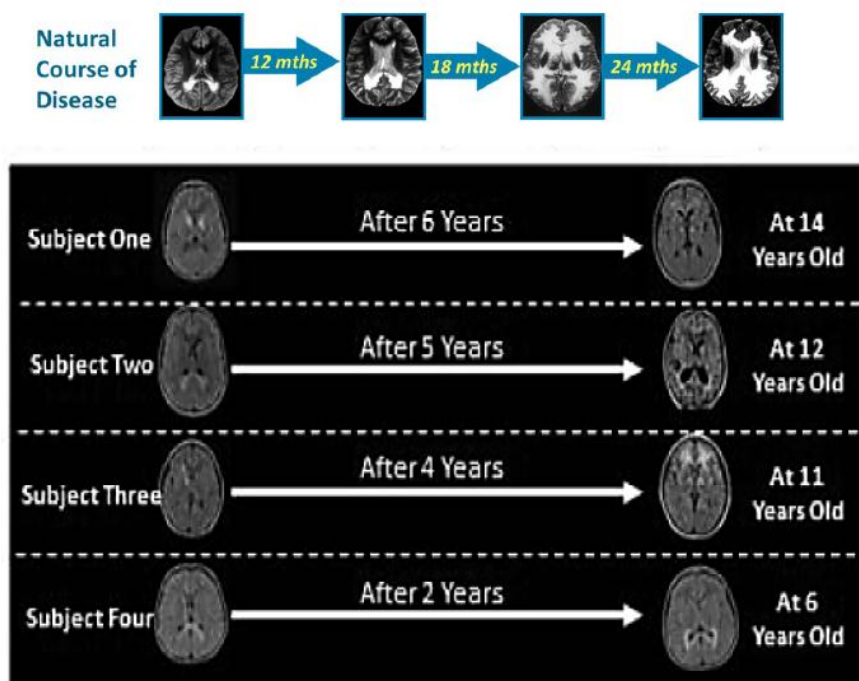 Natural
Course of
Disease
12 mths
18 mths
24 mths
Subject One
After 6 Years
At 14
Years Old
Subject Two
After 5 Years
At 12
Years Old
Subject Three
After 4 Years
At 11
Years Old
Subject Four
After 2 Years
At 6
Years Old